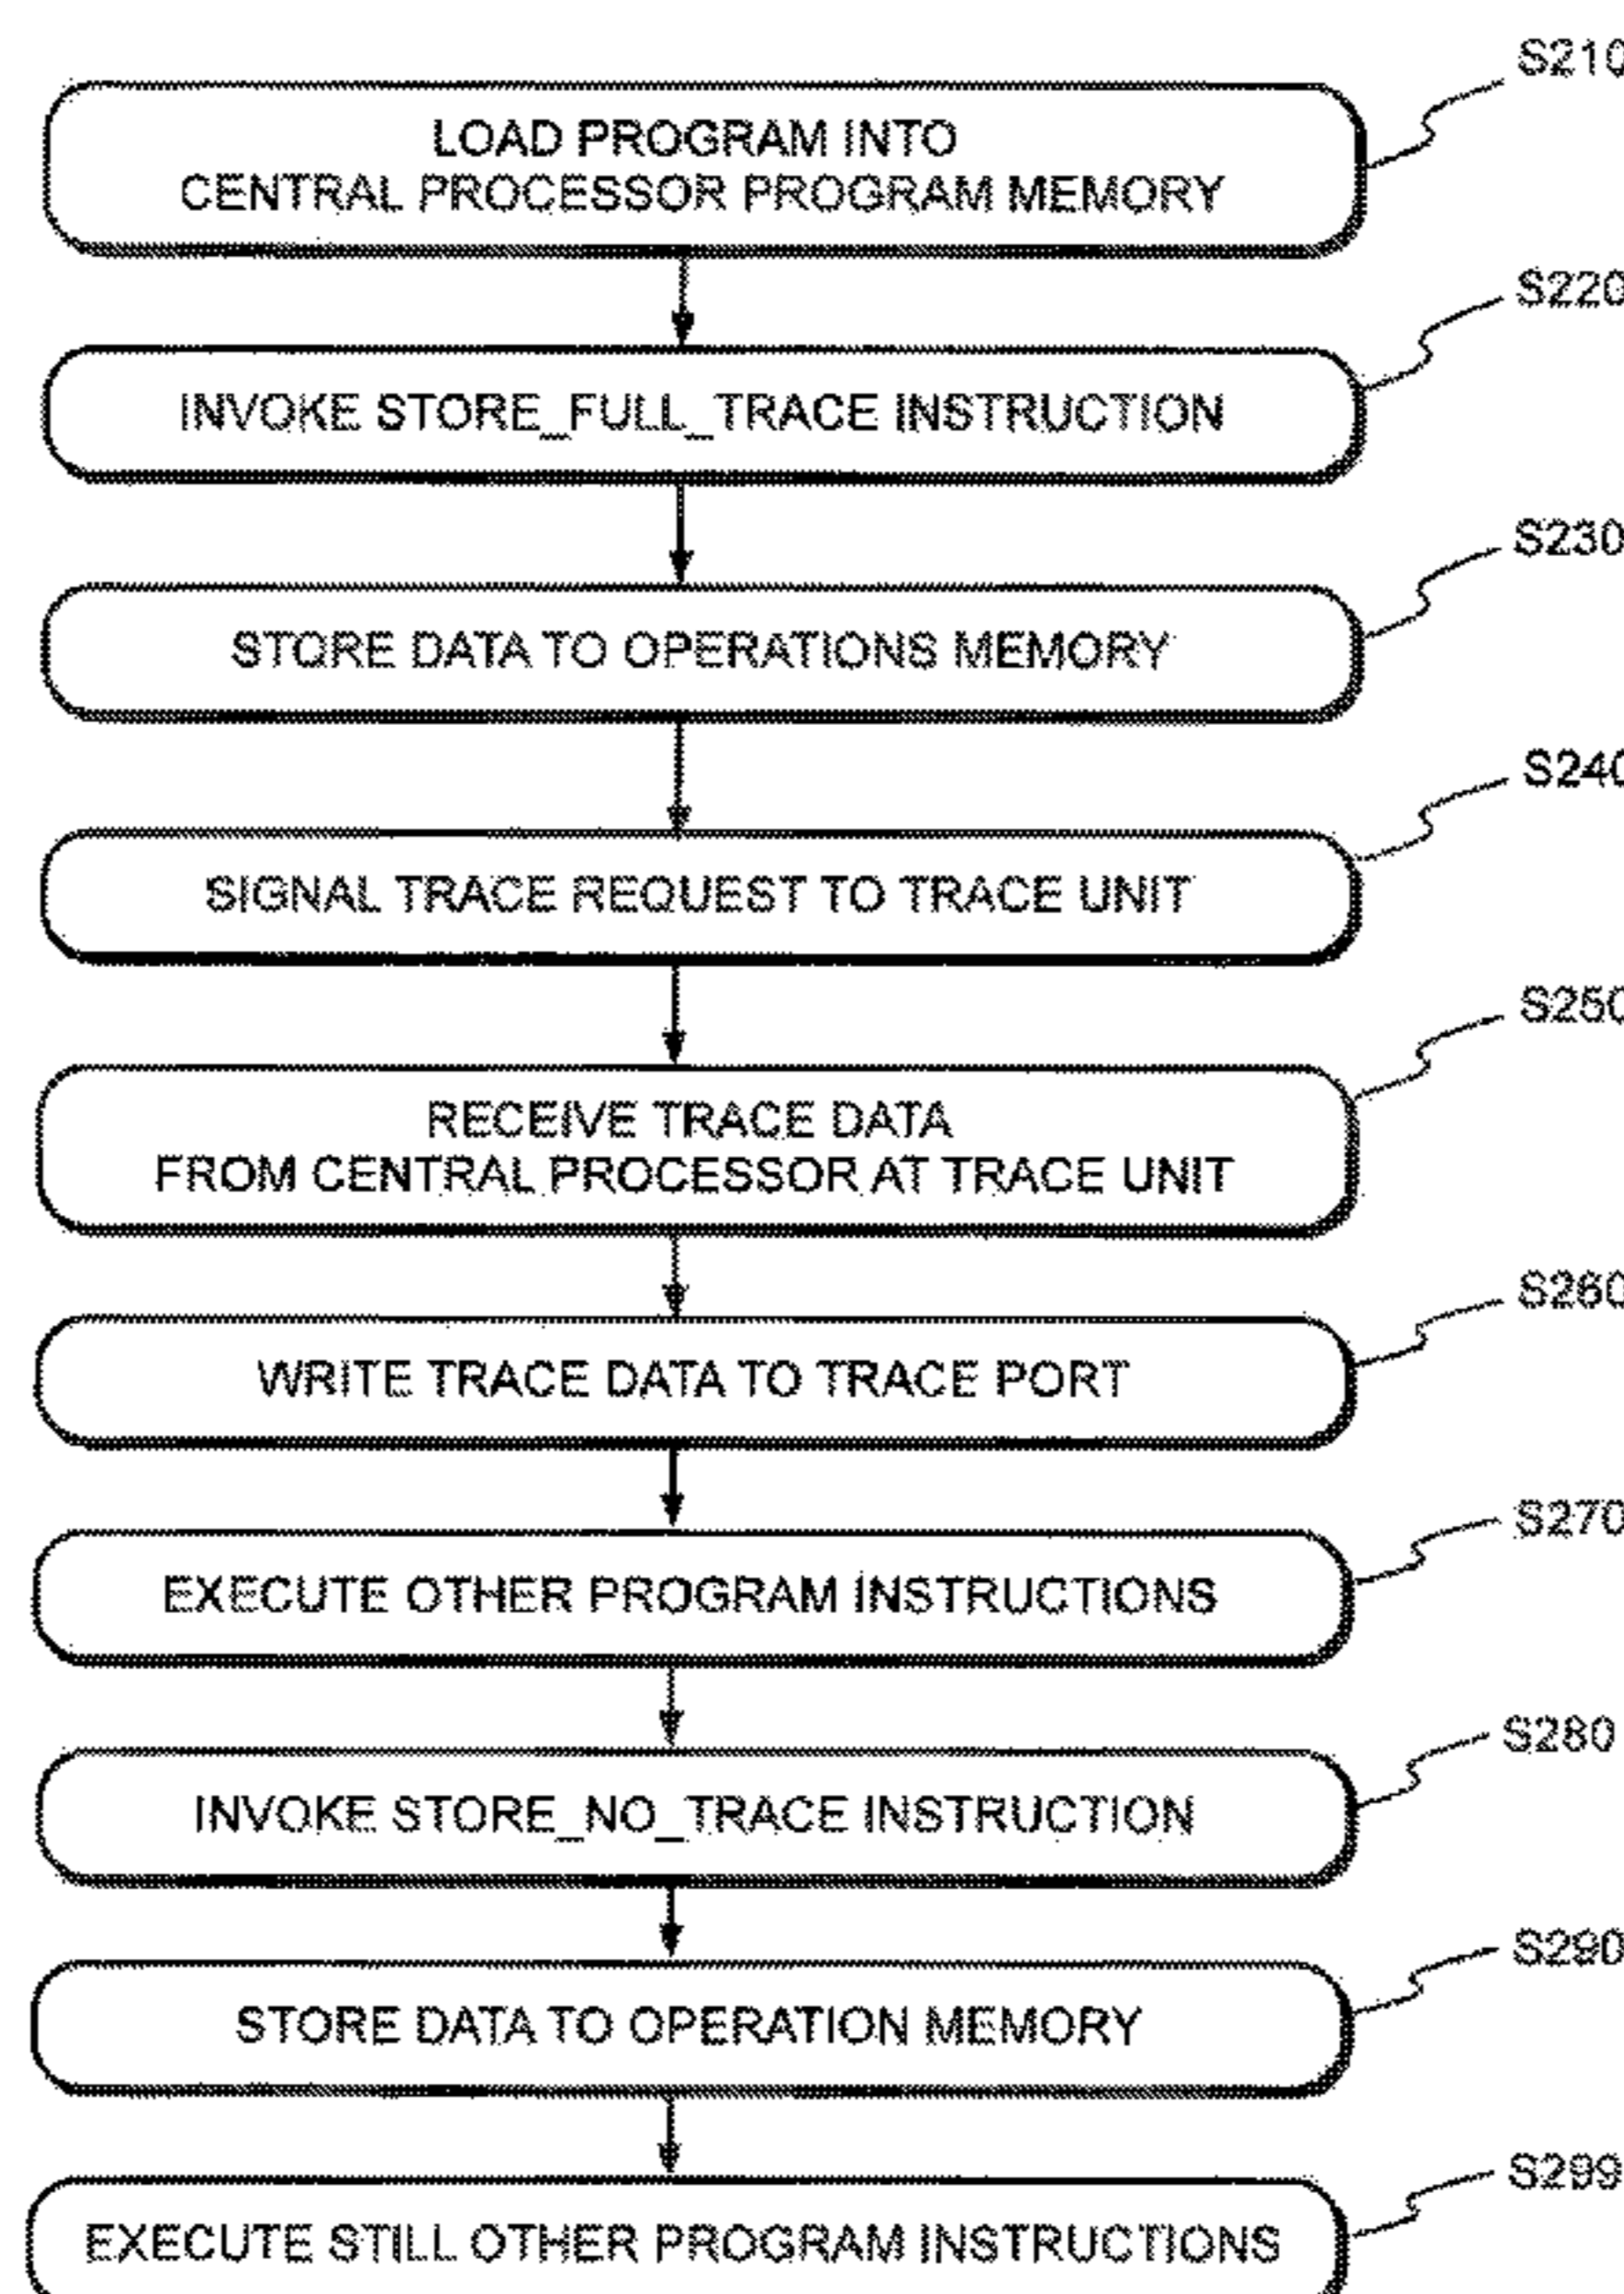 S210
LOAD PROGRAM INTO
CENTRAL PROCESSOR PROGRAM MEMORY
S220
INVOKE STORE_FULL_TRACE INSTRUCTION
S230
STORE DATA TO OPERATIONS MEMORY
S240
SIGNAL TRACE REQUEST TO TRACE UNIT
S250
RECEIVE TRACE DATA
FROM CENTRAL PROCESSOR AT TRACE UNIT
S260
WRITE TRACE DATA TO TRACE PORT
S270
EXECUTE OTHER PROGRAM INSTRUCTIONS
S280
INVOKE STORE_NO_TRACE INSTRUCTION
S290
STORE DATA TO OPERATION MEMORY
S299
EXECUTE STILL OTHER PROGRAM INSTRUCTIONS